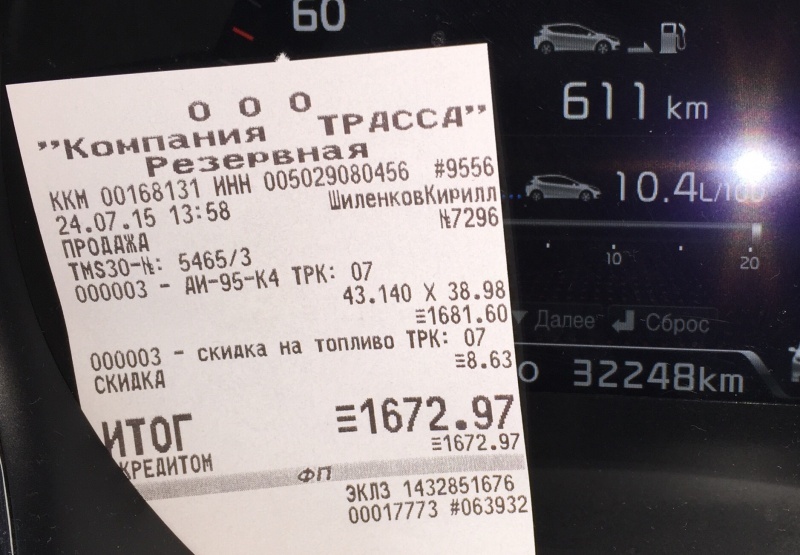 О О О
"Компания ТРАССА"
Резервная
ККМ 00168131 ИНН 005029080456 #9556
24.07.15 13:58 ШиленковКирилл
ПРОДАЖА №7296
TMS30-№: 5465/3
000003 - АИ-95-К4 ТРК: 07
43.140 X 38.98
≡1681.60
000003 - скидка на топливо ТРК: 07
СКИДКА ≡8.63
ИТОГ ≡1672.97
КРЕДИТОМ ≡1672.97
ФП
ЭКЛЗ 1432851676
00017773 #063932
60
611 km
10.4L/100
10 20
Далее Сброс
32248km